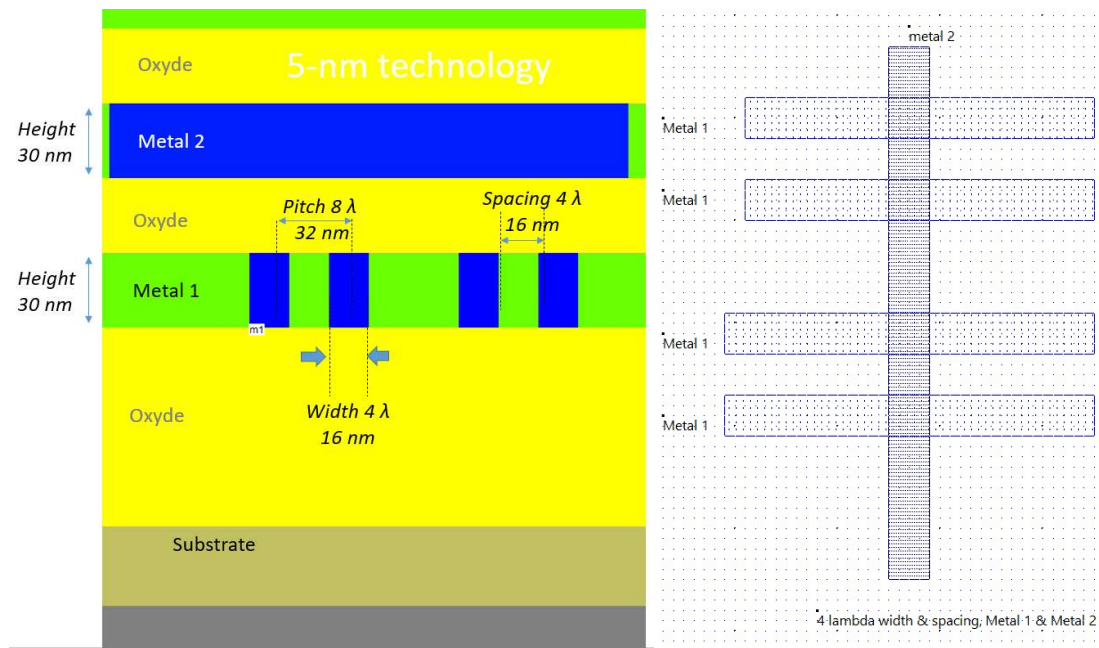 Oxyde
5-nm technology
Height
30 nm
Metal 2
Oxyde
Pitch 8 λ
32 nm
Spacing 4 λ
16 nm
Height
30 nm
Metal 1
m1
Oxyde
Width 4 λ
16 nm
Substrate
metal 2
Metal 1
Metal 1
Metal 1
Metal 1
4 lambda width & spacing, Metal 1 & Metal 2